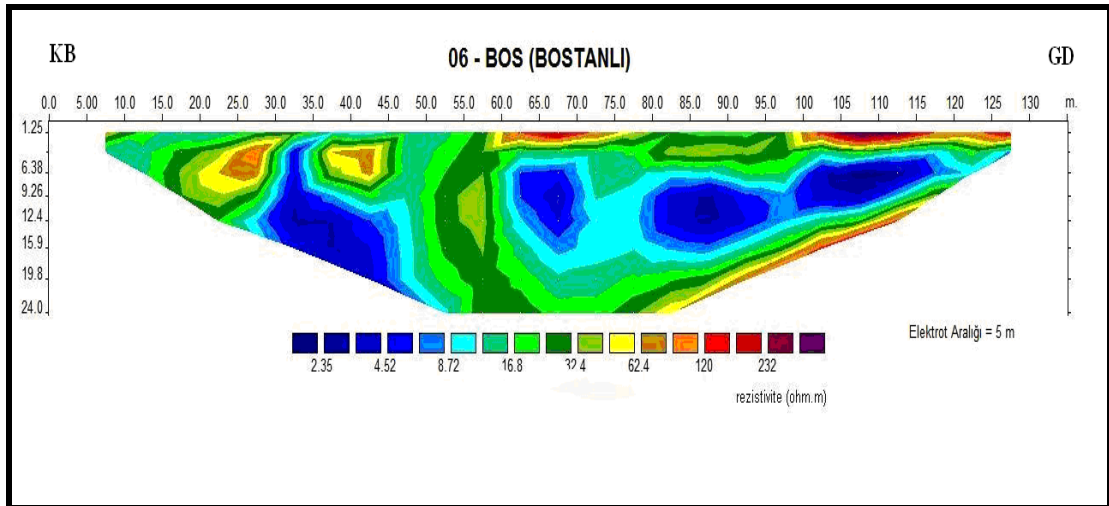 KB
06 - BOS (BOSTANLI)
GD
0.0 5.00 10.0 15.0 20.0 25.0 30.0 35.0 40.0 45.0 50.0 55.0 60.0 65.0 70.0 75.0 80.0 85.0 90.0 95.0 100 105 110 115 120 125 130 m.
1.25
6.38
9.26
12.4
15.9
19.8
24.0
2.35 4.52 8.72 16.8 32.4 62.4 120 232
Elektrot Aralığı = 5 m
rezistivite (ohm.m)